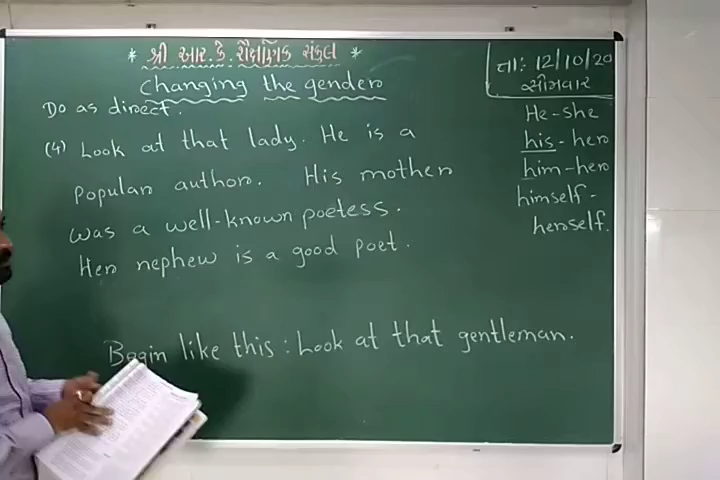 * શ્રી આર. કે. શૈક્ષણિક સંકુલ *
તા: 12/10/20
સોમવાર
Changing the gender
Do as direct.
(4) Look at that lady. He is a
Popular author. His mother
was a well-known poetess.
Her nephew is a good poet.
Begin like this : Look at that gentleman.
He - she
his - her
him - her
himself -
herself.